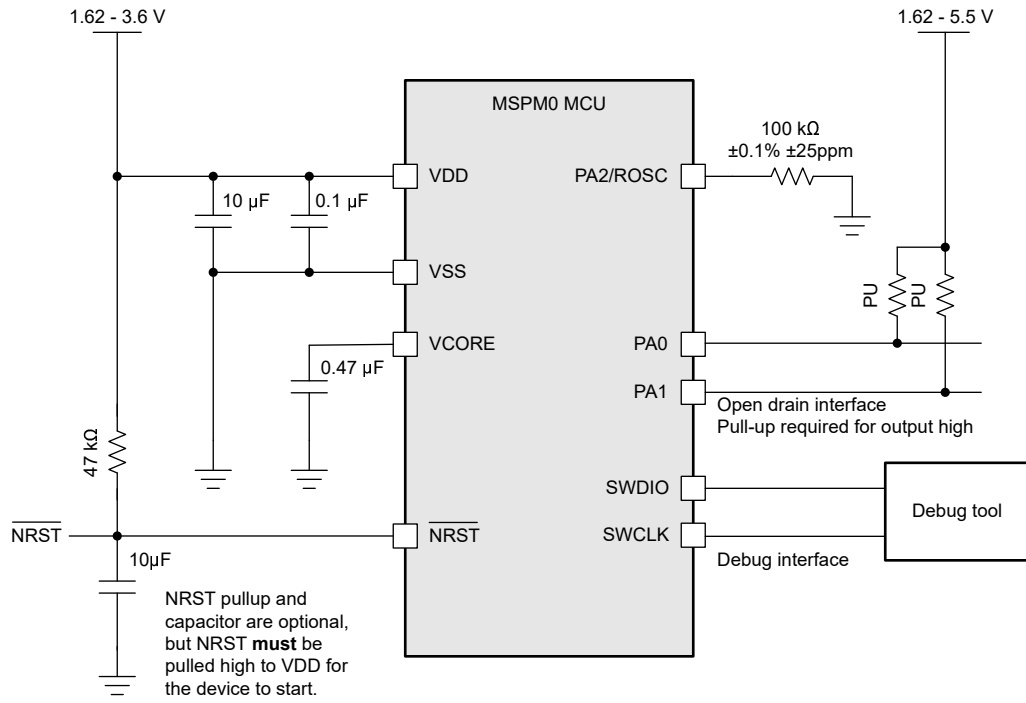 1.62 - 3.6 V
1.62 - 5.5 V
MSPM0 MCU
100 kΩ
±0.1% ±25ppm
VDD
PA2/ROSC
10 µF
0.1 µF
VSS
PU
PU
VCORE
PA0
0.47 µF
PA1
Open drain interface
Pull-up required for output high
47 kΩ
SWDIO
Debug tool
NRST
NRST
SWCLK
Debug interface
10µF
NRST pullup and
capacitor are optional,
but NRST must be
pulled high to VDD for
the device to start.